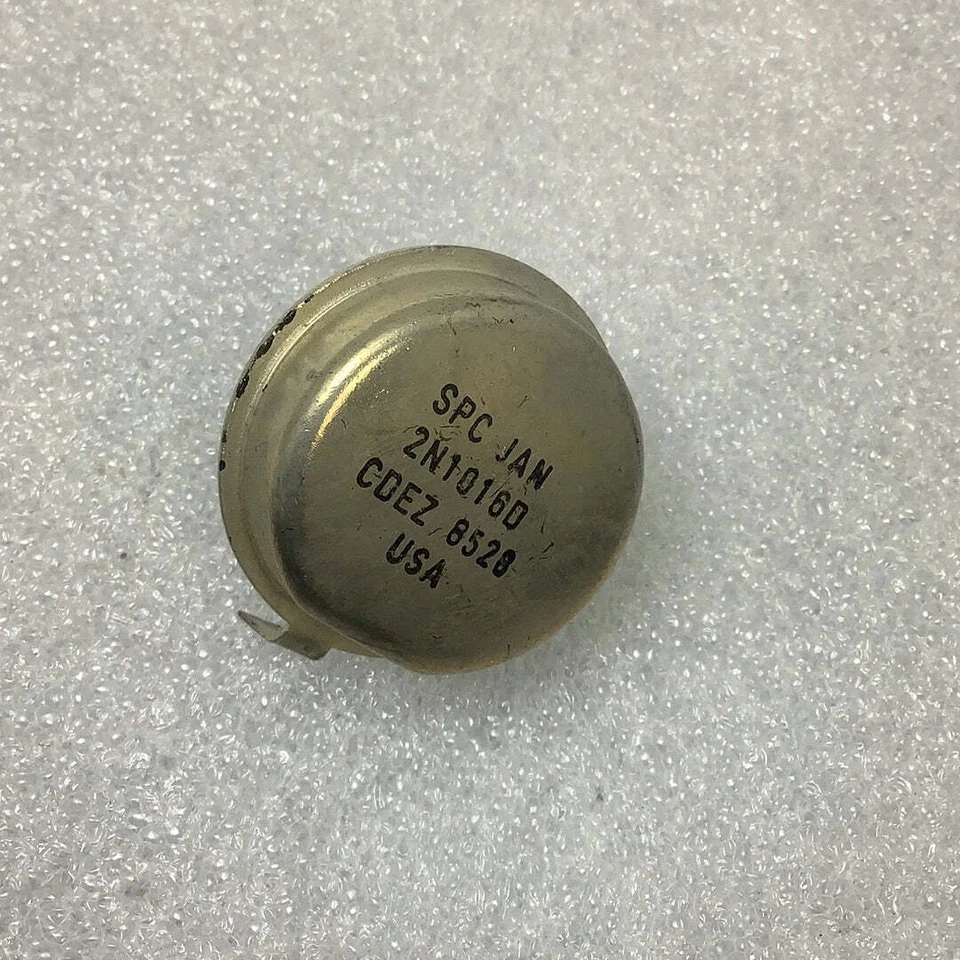 SPC JAN
2N1016D
CDEZ 8528
USA